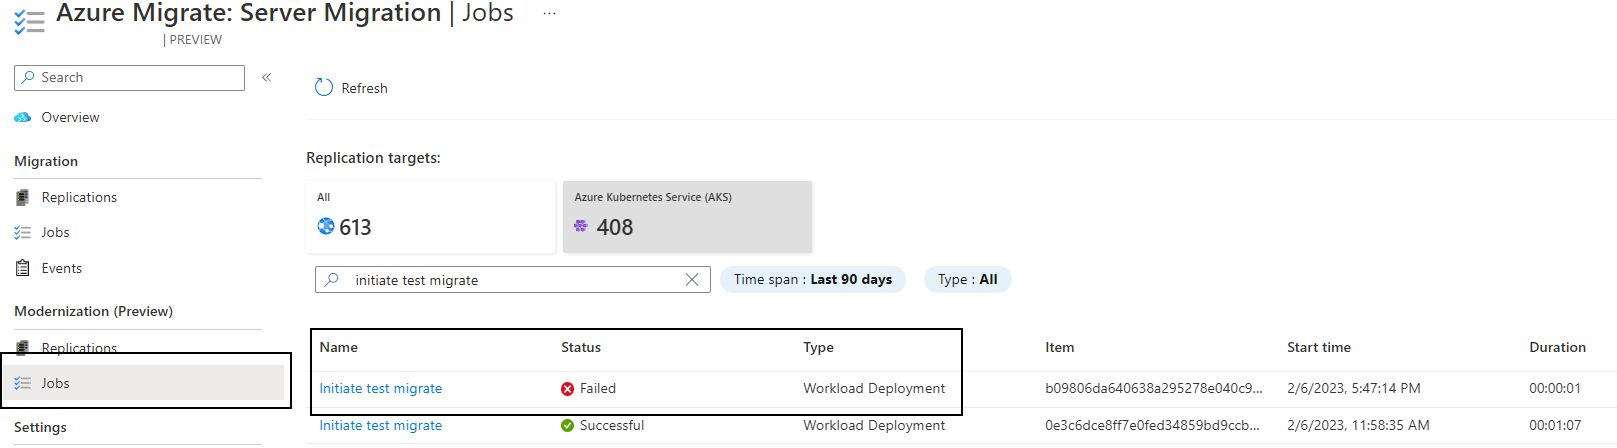 Azure Migrate: Server Migration | Jobs ...
| PREVIEW
Search «
Overview
Migration
Replications
Jobs
Events
Modernization (Preview)
Replications
Jobs
Settings
Refresh
Replication targets:
All
613
Azure Kubernetes Service (AKS)
408
initiate test migrate
Time span : Last 90 days
Type : All
Name Status Type Item Start time Duration
Initiate test migrate Failed Workload Deployment b09806da640638a295278e040c9... 2/6/2023, 5:47:14 PM 00:00:01
Initiate test migrate Successful Workload Deployment 0e3c6dce8ff7e0fed34859bd9ccb... 2/6/2023, 11:58:35 AM 00:01:07